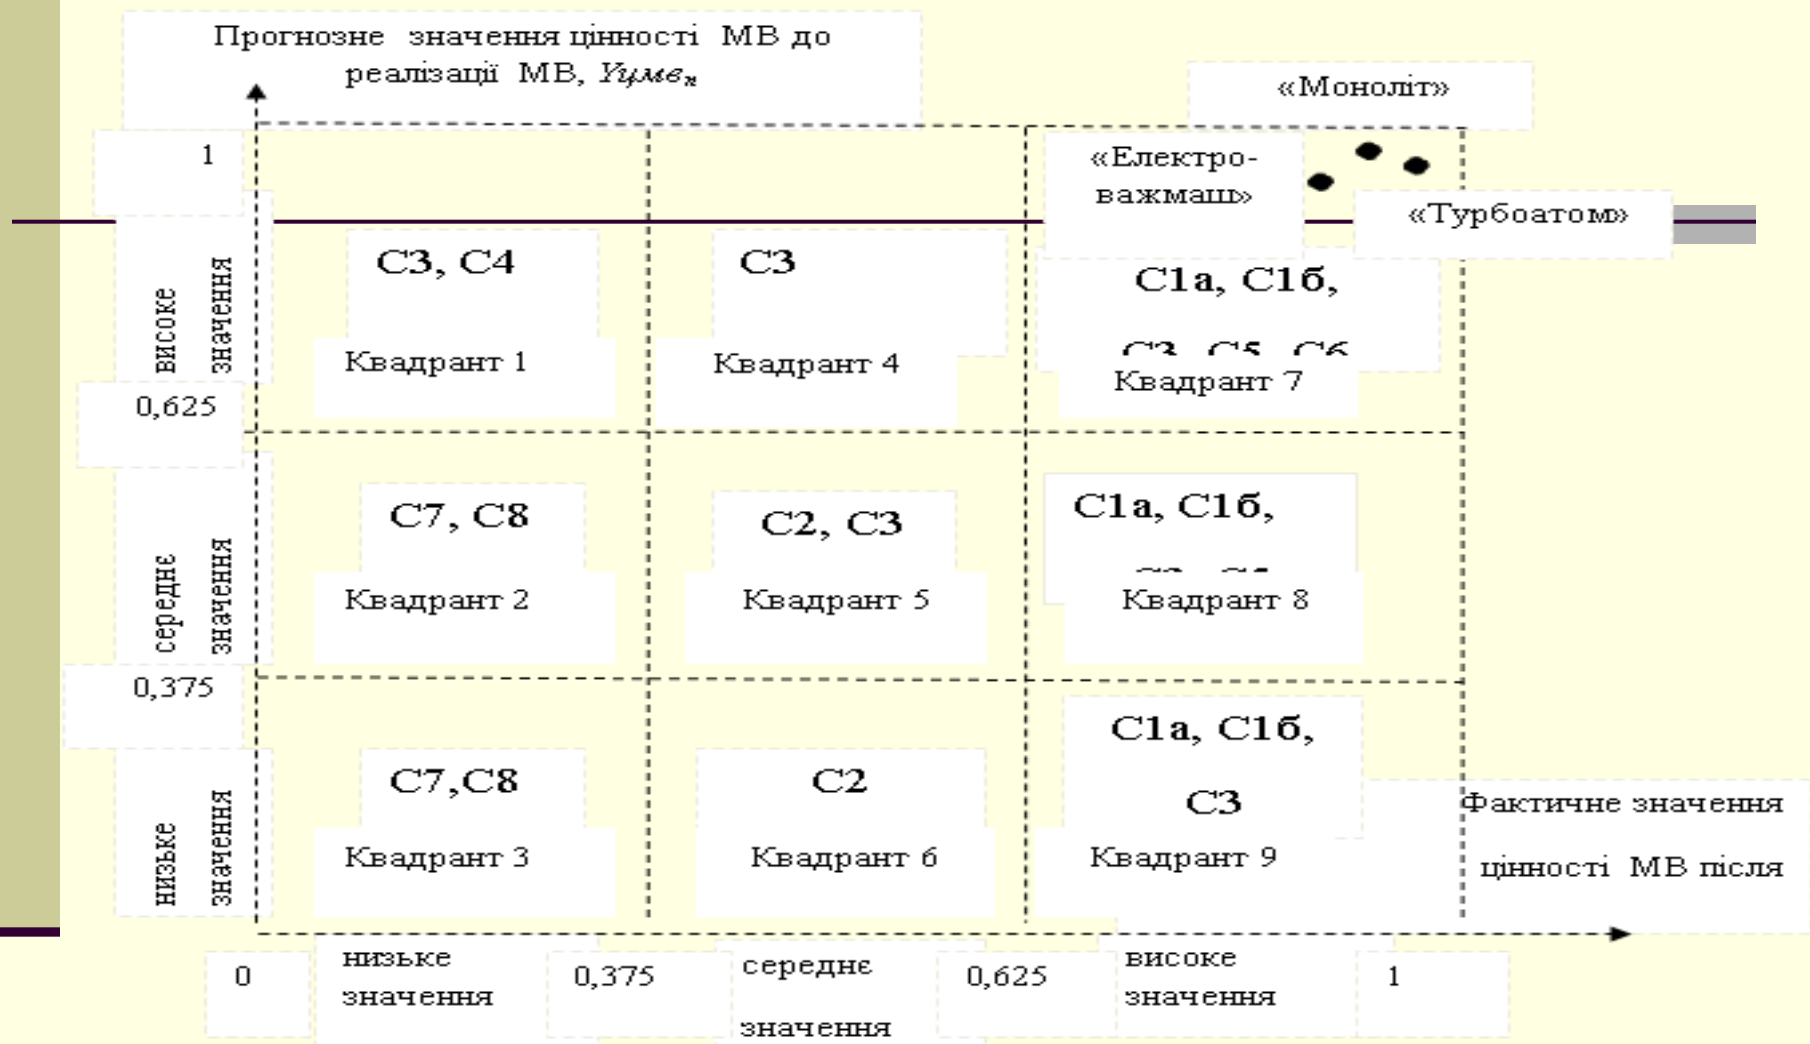 Прогнозне значення цінності МВ до
реалізації МВ, Уцмвп
«Моноліт»
1
«Електро-
важмаш»
«Турбоатом»
високе
значення
С3, С4
Квадрант 1
С3
Квадрант 4
С1а, С1б,
С3, С5, С6
Квадрант 7
0,625
середнє
значення
С7, С8
Квадрант 2
С2, С3
Квадрант 5
С1а, С1б,
Квадрант 8
0,375
низьке
значення
С7,С8
Квадрант 3
С2
Квадрант 6
С1а, С1б,
С3
Квадрант 9
Фактичне значення
цінності МВ після
0
низьке
значення
0,375
середнє
значення
0,625
високе
значення
1